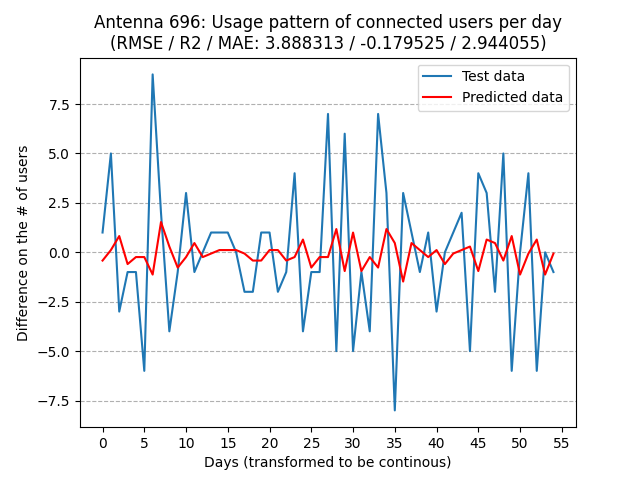 Antenna 696: Usage pattern of connected users per day
(RMSE / R2 / MAE: 3.888313 / -0.179525 / 2.944055)
Test data
Predicted data
7.5
5.0
2.5
0.0
−2.5
−5.0
−7.5
Difference on the # of users
0 5 10 15 20 25 30 35 40 45 50 55
Days (transformed to be continous)